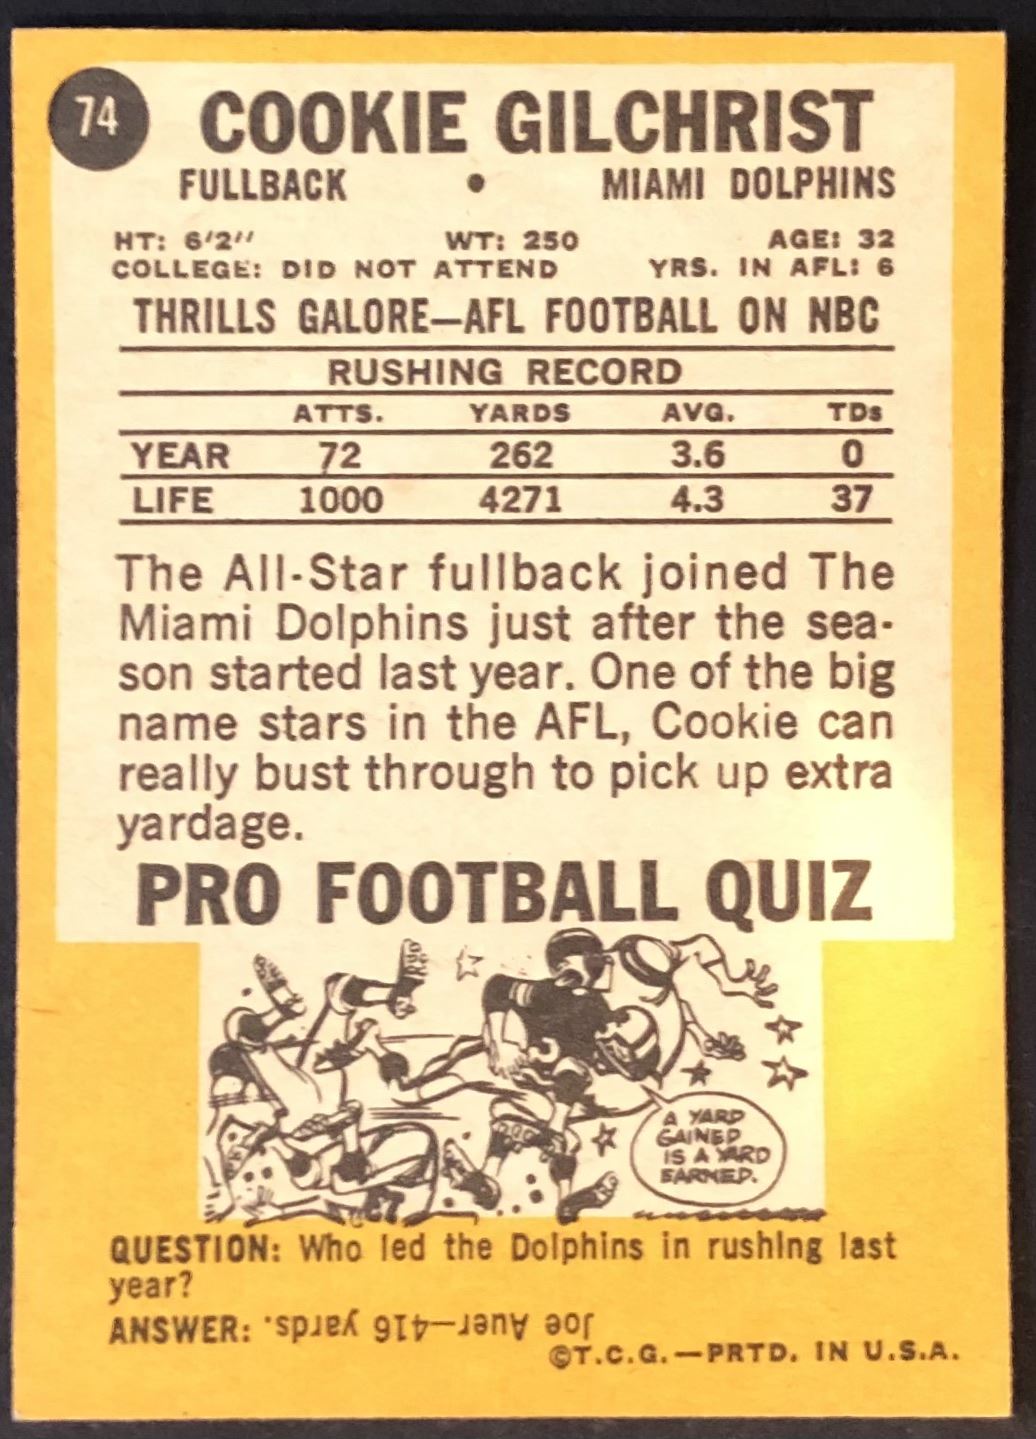 74
COOKIE GILCHRIST
FULLBACK • MIAMI DOLPHINS
HT: 6'2" WT: 250 AGE: 32
COLLEGE: DID NOT ATTEND YRS. IN AFL: 6
THRILLS GALORE—AFL FOOTBALL ON NBC
RUSHING RECORD
ATTS. YARDS AVG. TDs
YEAR 72 262 3.6 0
LIFE 1000 4271 4.3 37
The All-Star fullback joined The
Miami Dolphins just after the sea-
son started last year. One of the big
name stars in the AFL, Cookie can
really bust through to pick up extra
yardage.
PRO FOOTBALL QUIZ
A YARD
GAINED
IS A YARD
EARNED.
QUESTION: Who led the Dolphins in rushing last
year?
ANSWER: Joe Auer—416 yards.
©T.C.G.—PRTD. IN U.S.A.